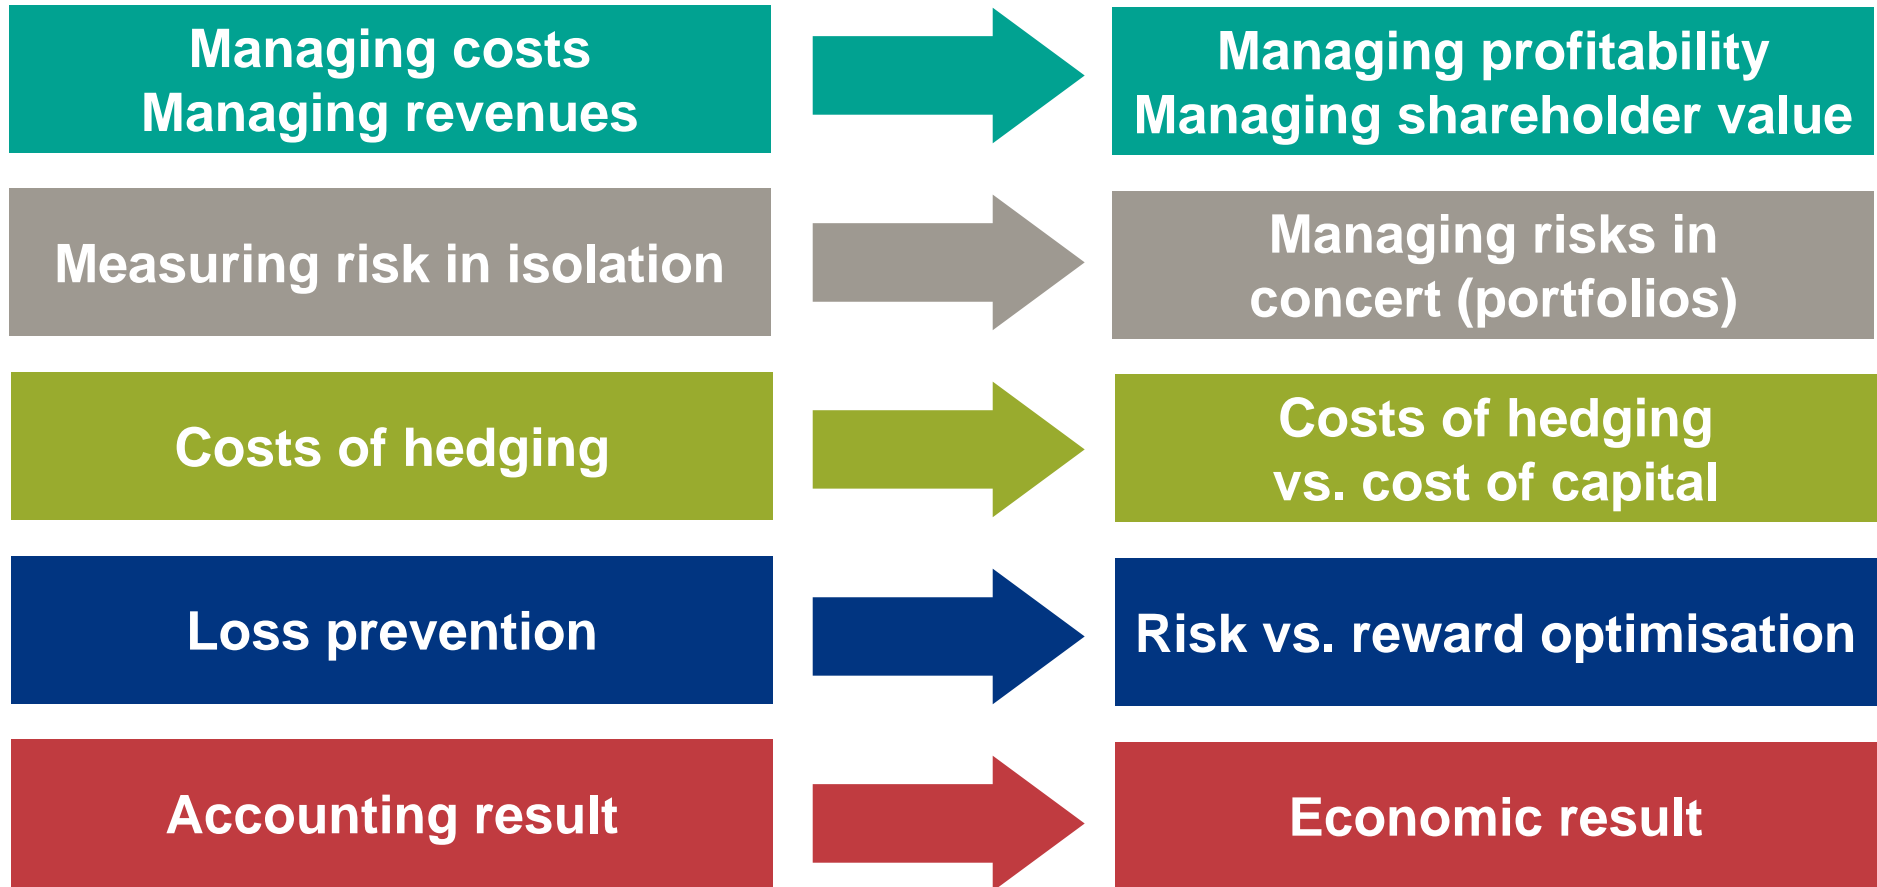 Managing costs
Managing revenues
Managing profitability
Managing shareholder value
Measuring risk in isolation
Managing risks in
concert (portfolios)
Costs of hedging
Costs of hedging
vs. cost of capital
Loss prevention
Risk vs. reward optimisation
Accounting result
Economic result